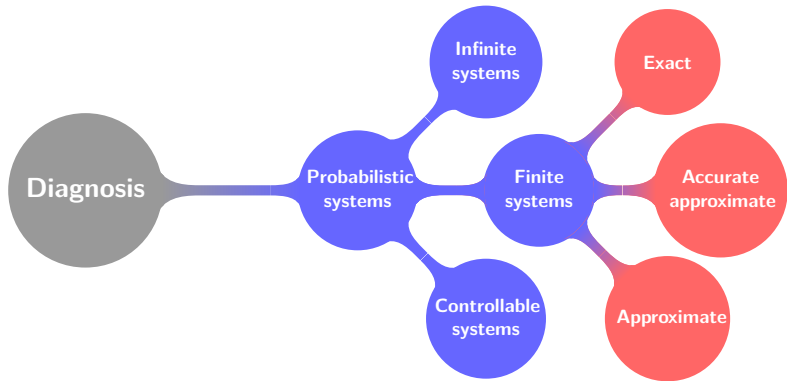 Diagnosis
Probabilistic
systems
Infinite
systems
Finite
systems
Controllable
systems
Exact
Accurate
approximate
Approximate